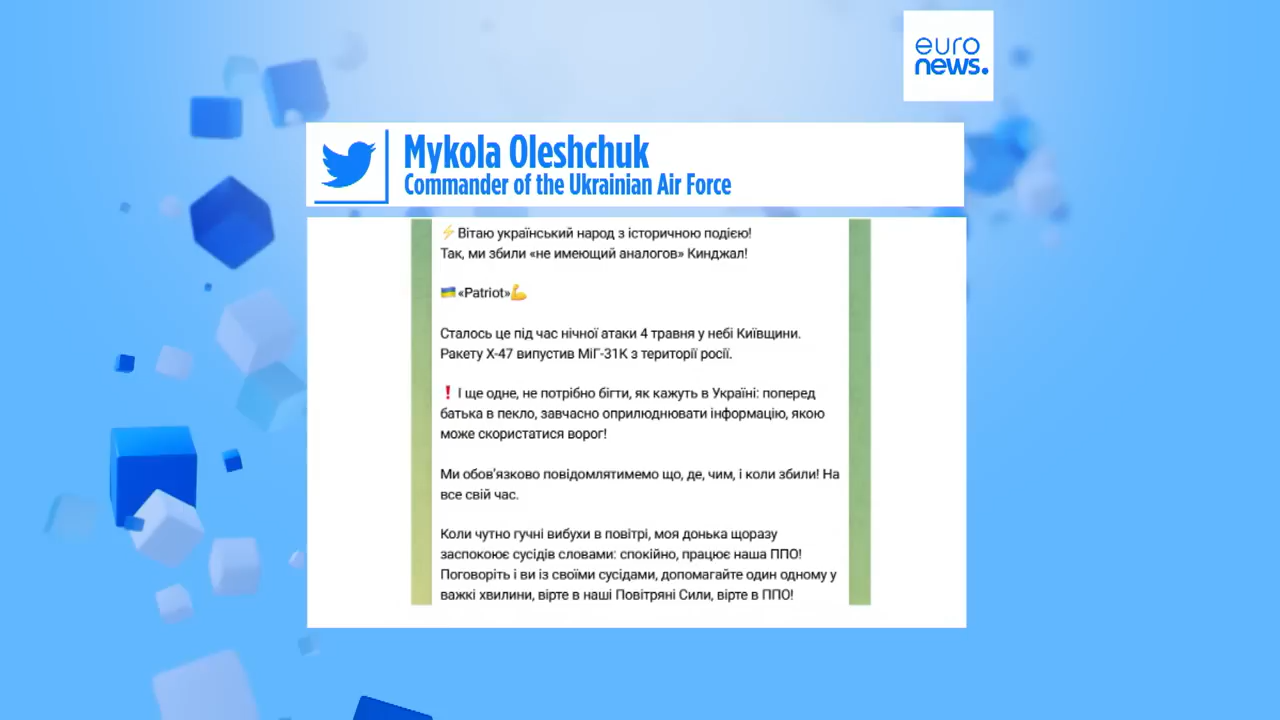 euro
news.
Mykola Oleshchuk
Commander of the Ukrainian Air Force
⚡Вітаю український народ з історичною подією!
Так, ми збили «не имеющий аналогов» Кинджал!
🇺🇦«Patriot»💪
Сталось це під час нічної атаки 4 травня у небі Київщини.
Ракету Х-47 випустив МіГ-31К з території росії.
❗І ще одне, не потрібно бігти, як кажуть в Україні: поперед
батька в пекло, завчасно оприлюднювати інформацію, якою
може скористатися ворог!
Ми обов'язково повідомлятимемо що, де, чим, і коли збили! На
все свій час.
Коли чутно гучні вибухи в повітрі, моя донька щоразу
заспокоює сусідів словами: спокійно, працює наша ППО!
Поговоріть і ви із своїми сусідами, допомагайте один одному у
важкі хвилини, вірте в наші Повітряні Сили, вірте в ППО!